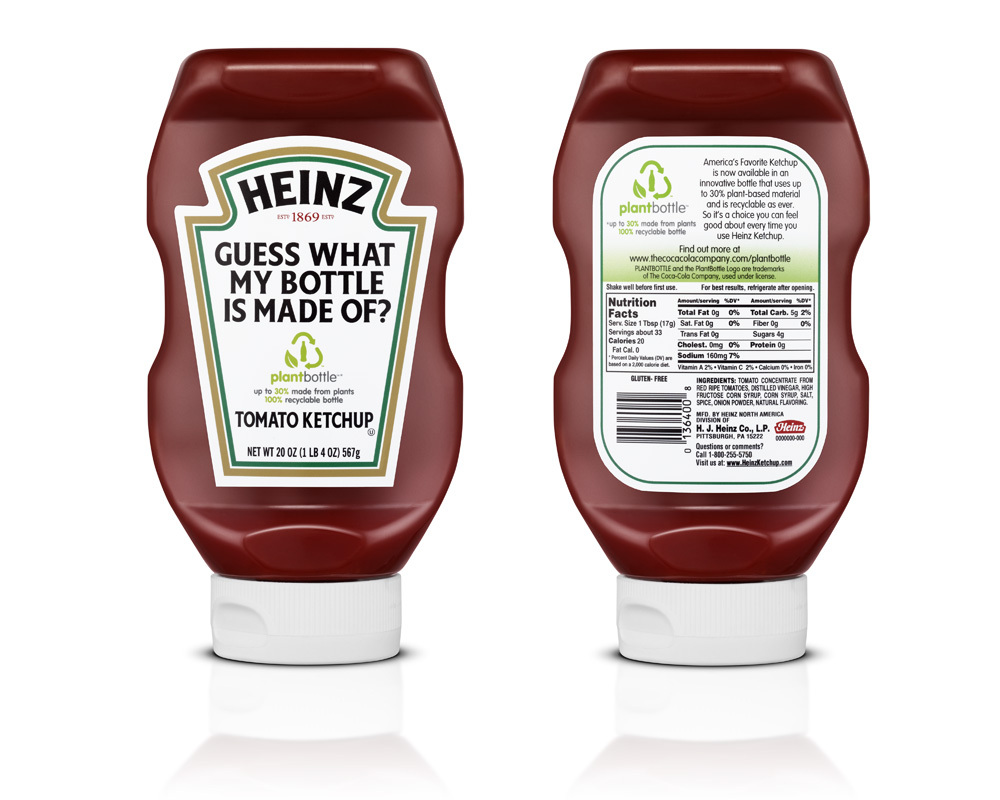 HEINZ
ESTD 1869 ESTD
GUESS WHAT
MY BOTTLE
IS MADE OF?
plantbottle™
up to 30% made from plants
100% recyclable bottle
TOMATO KETCHUP
NET WT 20 OZ (1 LB 4 OZ) 567g
plantbottle™
up to 30% made from plants
100% recyclable bottle
America's Favorite Ketchup
is now available in an
innovative bottle that uses up
to 30% plant-based material
and is recyclable as ever.
So it's a choice you can feel
good about every time you
use Heinz Ketchup.
Find out more at
www.thecocacolacompany.com/plantbottle
PLANTBOTTLE and the PlantBottle Logo are trademarks
of The Coca-Cola Company, used under license.
Shake well before first use. For best results, refrigerate after opening.
Nutrition
Facts
Serv. Size 1 Tbsp (17g)
Servings about 33
Calories 20
Fat Cal. 0
* Percent Daily Values (DV) are
based on a 2,000 calorie diet.
Amount/serving %DV* Amount/serving %DV*
Total Fat 0g 0% Total Carb. 5g 2%
Sat. Fat 0g 0% Fiber 0g 0%
Trans Fat 0g Sugars 4g
Cholest. 0mg 0% Protein 0g
Sodium 160mg 7%
Vitamin A 2% • Vitamin C 2% • Calcium 0% • Iron 0%
GLUTEN- FREE
0 136400 8
INGREDIENTS: TOMATO CONCENTRATE FROM
RED RIPE TOMATOES, DISTILLED VINEGAR, HIGH
FRUCTOSE CORN SYRUP, CORN SYRUP, SALT,
SPICE, ONION POWDER, NATURAL FLAVORING.
MFD. BY HEINZ NORTH AMERICA
DIVISION OF
H. J. Heinz Co., L.P.
PITTSBURGH, PA 15222
Heinz
0000000-000
Questions or comments?
Call 1-800-255-5750
Visit us at: www.HeinzKetchup.com